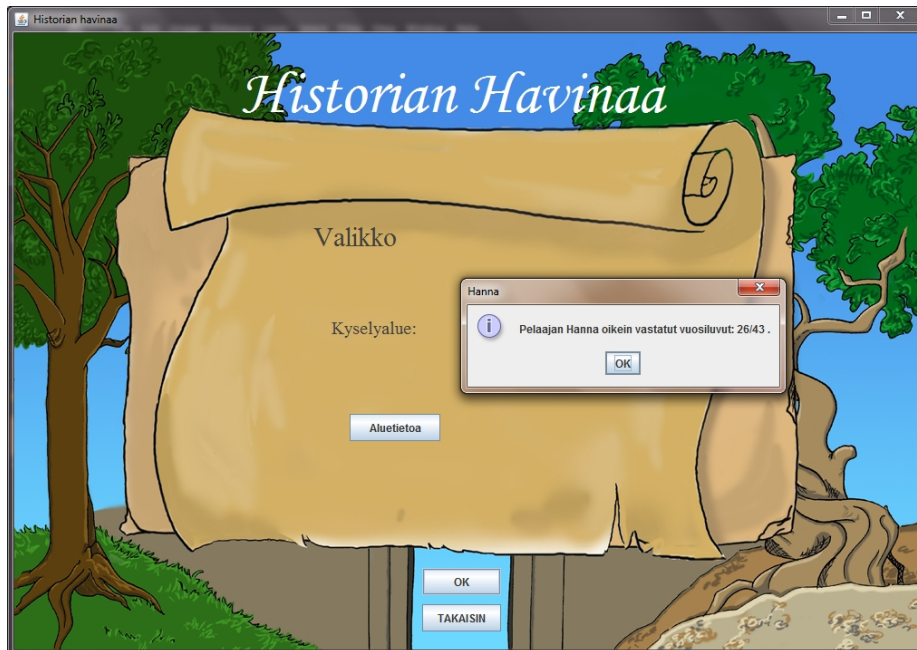 Historian havinaa
Historian Havinaa
Valikko
Hanna
Pelaajan Hanna oikein vastatut vuosiluvut: 26/43 .
OK
Kyselyalue:
Aluetietoa
OK
TAKAISIN